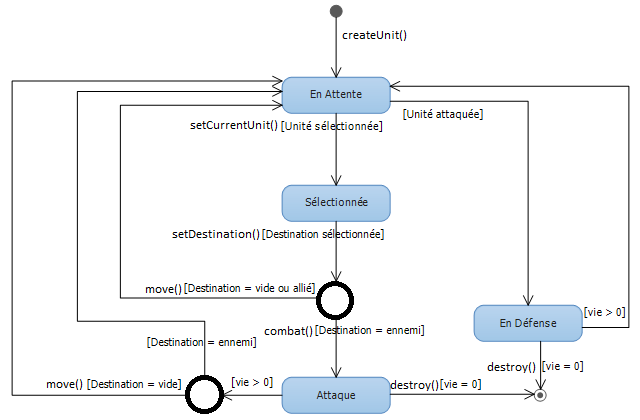 createUnit()
En Attente
[Unité attaquée]
setCurrentUnit() [Unité sélectionnée]
Sélectionnée
setDestination() [Destination sélectionnée]
move() [Destination = vide ou allié]
[vie > 0]
En Défense
combat() [Destination = ennemi]
[Destination = ennemi]
destroy() [vie = 0]
move() [Destination = vide]
[vie > 0]
Attaque
destroy() [vie = 0]